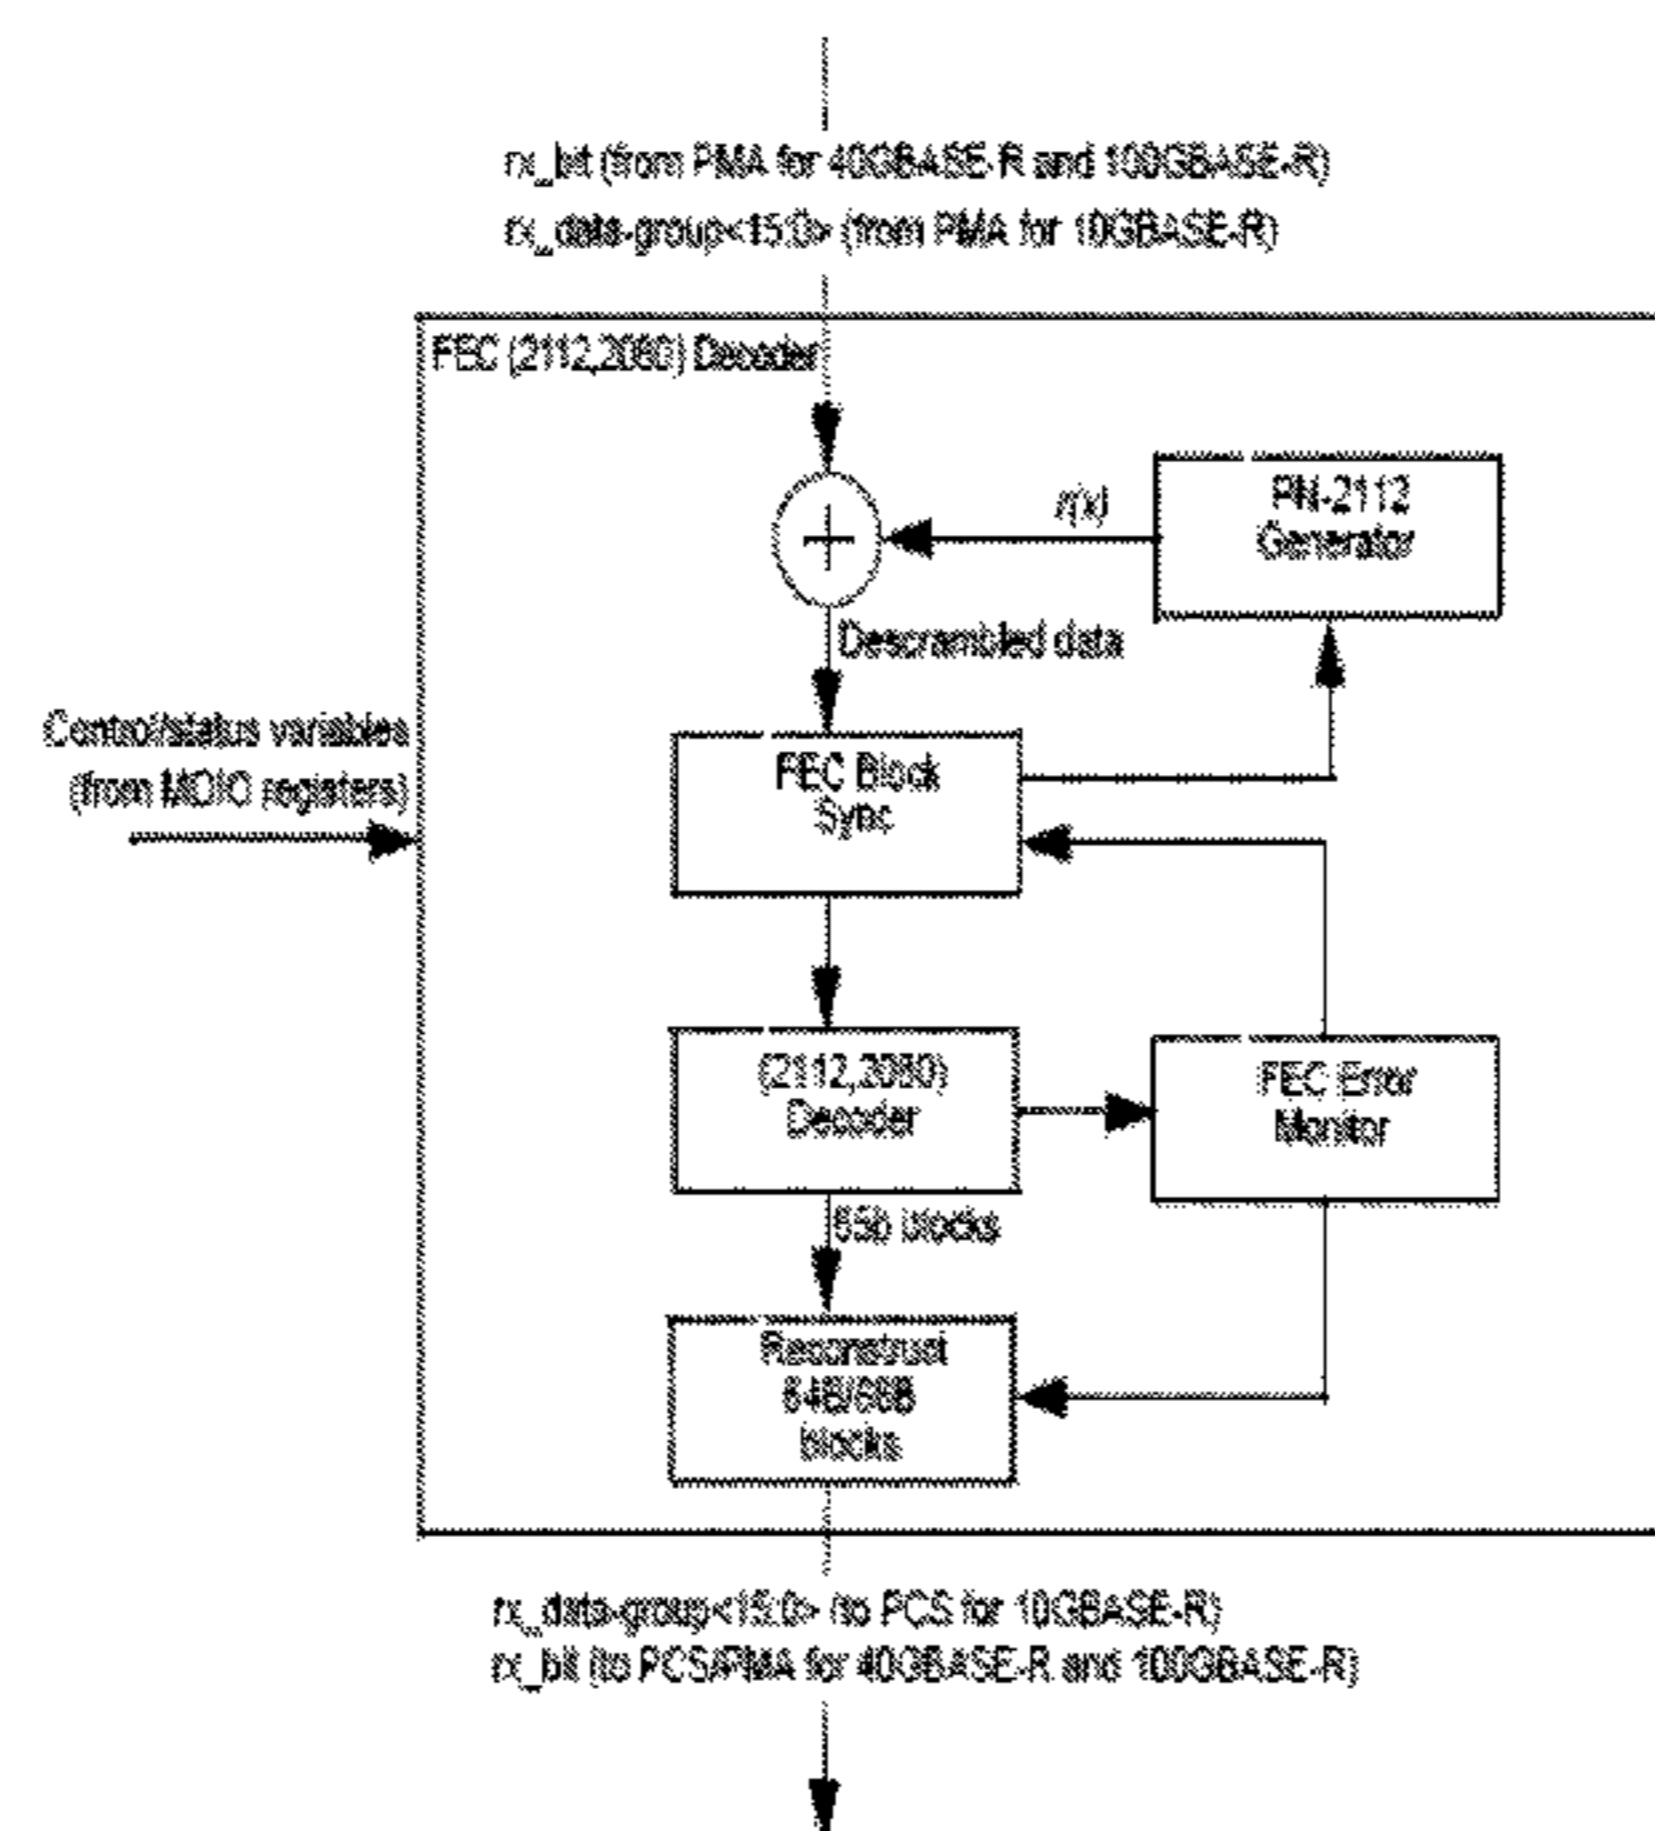 rx_bit (from PMA for 40GBASE-R and 100GBASE-R)
rx_data-group<15:0> (from PMA for 10GBASE-R)
FEC (2112,2080) Decoder
PN-2112
Generator
r(x)
Descrambled data
Control/status variables
(from MDIO registers)
FEC Block
Sync
(2112,2080)
Decoder
FEC Error
Monitor
65b blocks
Reconstruct
64B/66B
blocks
rx_data-group<15:0> (to PCS for 10GBASE-R)
rx_bit (to PCS/PMA for 40GBASE-R and 100GBASE-R)